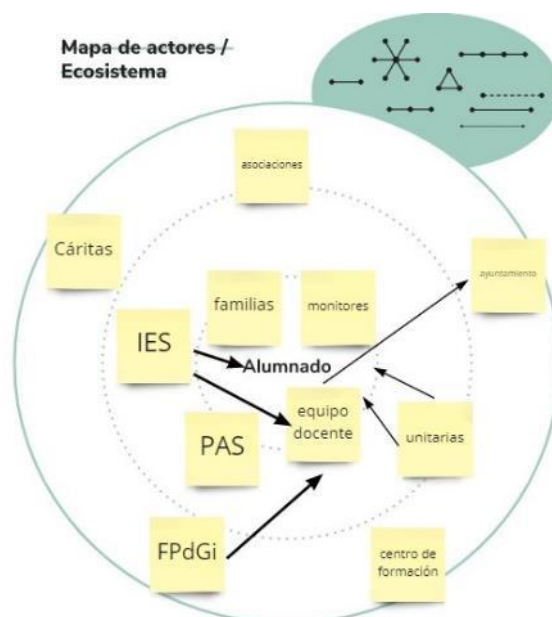 Mapa de actores /
Ecosistema
asociaciones
Cáritas
ayuntamiento
familias
monitores
IES
Alumnado
equipo
docente
unitarias
PAS
FPdGi
centro de
formación